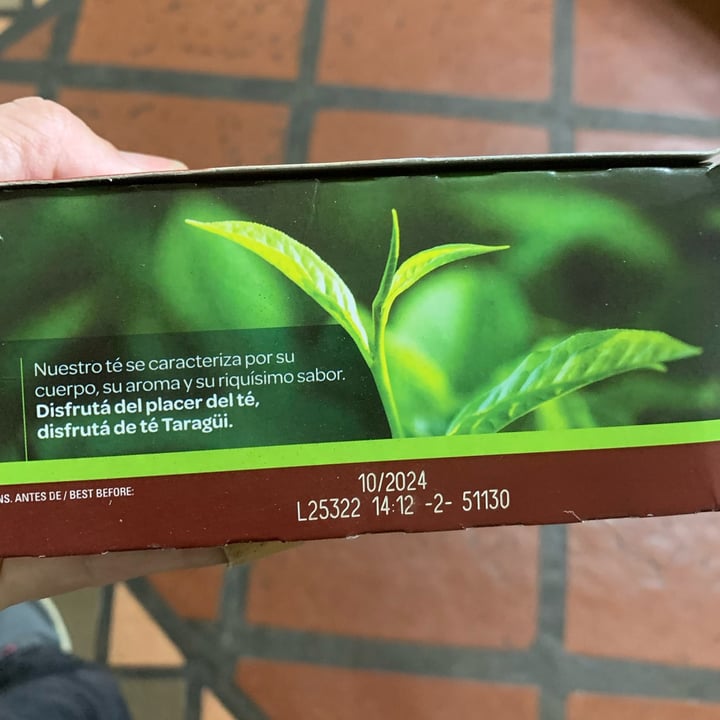 Nuestro té se caracteriza por su
cuerpo, su aroma y su riquísimo sabor.
Disfrutá del placer del té,
disfrutá de té Taragüi.
NS. ANTES DE / BEST BEFORE:
10/2024
L25322 14:12 -2- 51130